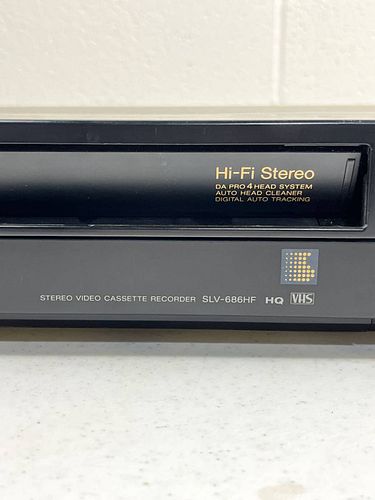 Hi-Fi Stereo
DA PRO 4 HEAD SYSTEM
AUTO HEAD CLEANER
DIGITAL AUTO TRACKING
STEREO VIDEO CASSETTE RECORDER SLV-686HF HQ VHS